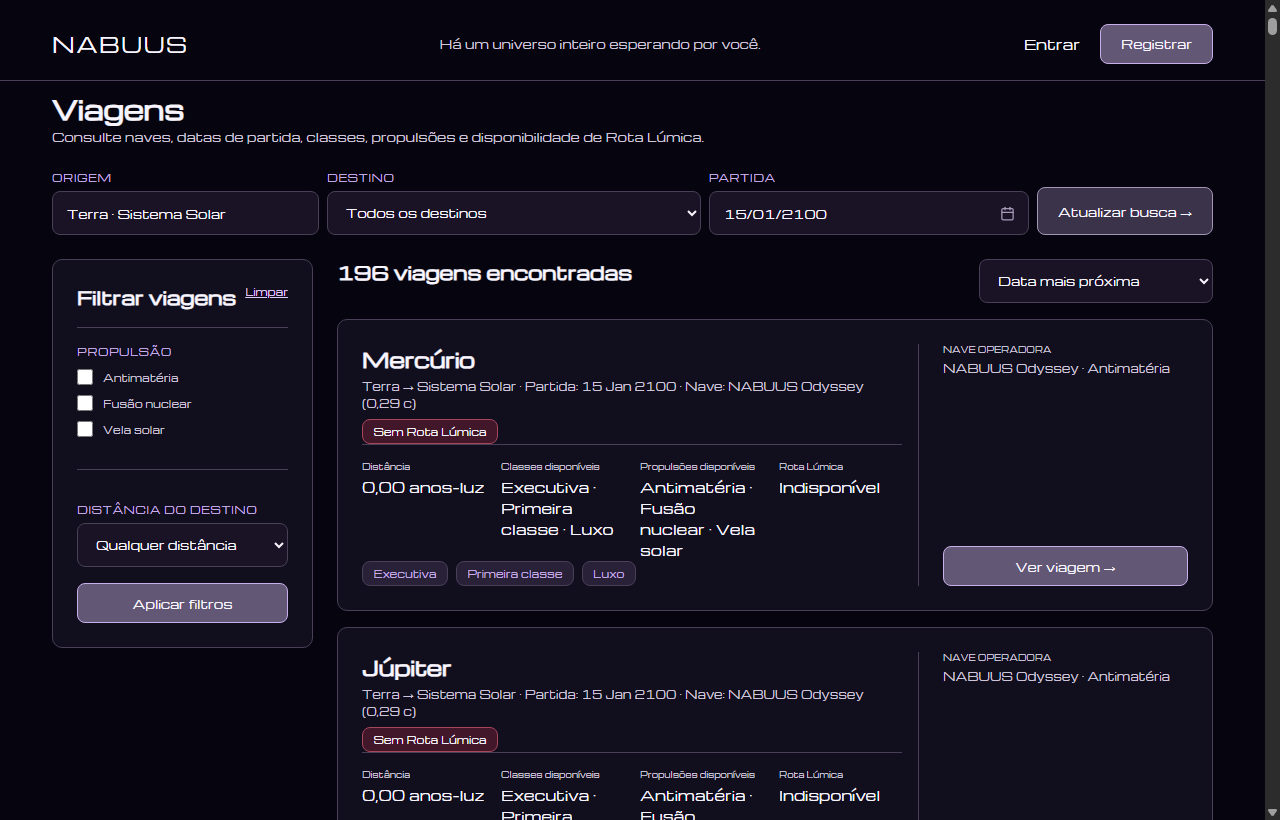 NABUUS
Há um universo inteiro esperando por você.
Entrar
Registrar
Viagens
Consulte naves, datas de partida, classes, propulsões e disponibilidade de Rota Lúmica.
ORIGEM
DESTINO
PARTIDA
Terra · Sistema Solar
Todos os destinos
15/01/2100
Atualizar busca →
Filtrar viagens
Limpar
PROPULSÃO
Antimatéria
Fusão nuclear
Vela solar
DISTÂNCIA DO DESTINO
Qualquer distância
Aplicar filtros
196 viagens encontradas
Data mais próxima
Mercúrio
Terra → Sistema Solar · Partida: 15 Jan 2100 · Nave: NABUUS Odyssey
(0,29 c)
Sem Rota Lúmica
Distância
0,00 anos-luz
Classes disponíveis
Executiva ·
Primeira
classe · Luxo
Propulsões disponíveis
Antimatéria ·
Fusão
nuclear · Vela
solar
Rota Lúmica
Indisponível
Executiva
Primeira classe
Luxo
NAVE OPERADORA
NABUUS Odyssey · Antimatéria
Ver viagem →
Júpiter
Terra → Sistema Solar · Partida: 15 Jan 2100 · Nave: NABUUS Odyssey
(0,29 c)
Sem Rota Lúmica
Distância
0,00 anos-luz
Classes disponíveis
Executiva ·
Primeira
Propulsões disponíveis
Antimatéria ·
Fusão
Rota Lúmica
Indisponível
NAVE OPERADORA
NABUUS Odyssey · Antimatéria